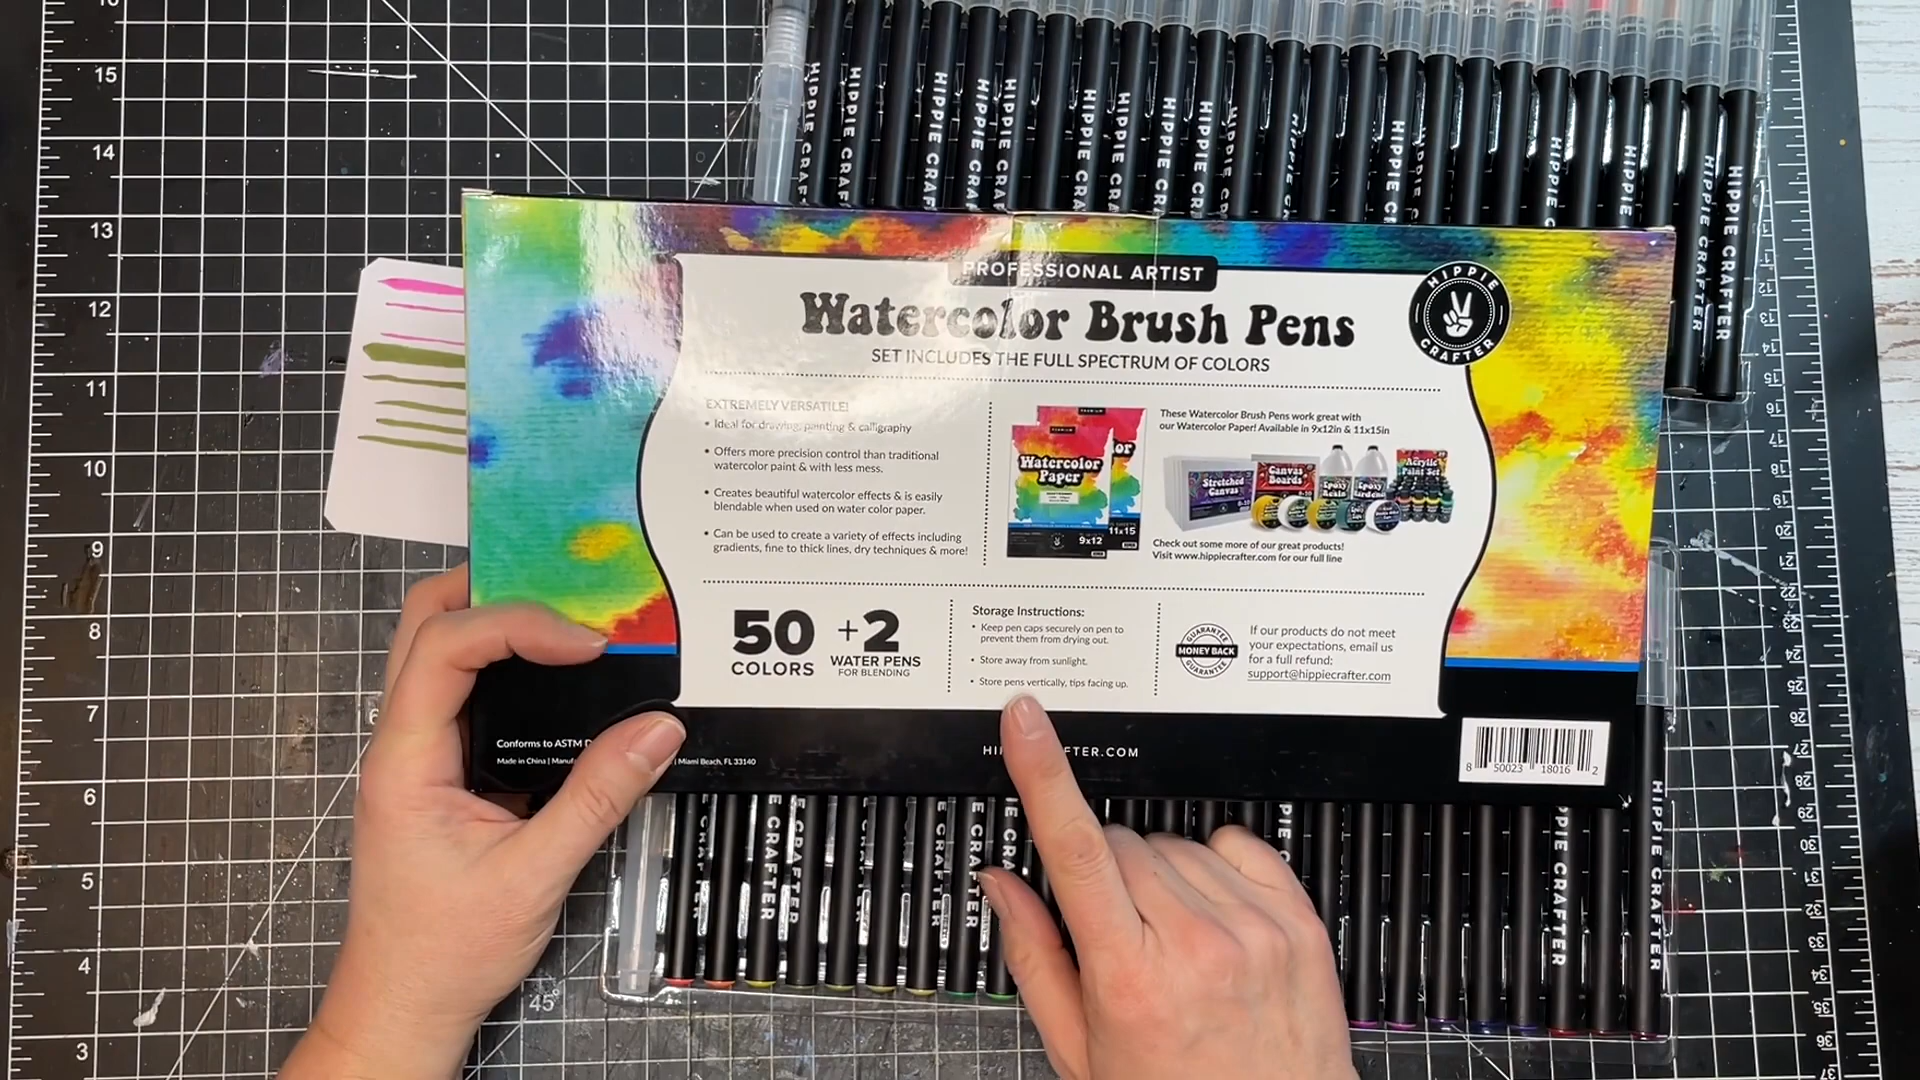 PROFESSIONAL ARTIST
Watercolor Brush Pens
SET INCLUDES THE FULL SPECTRUM OF COLORS
HIPPIE CRAFTER
EXTREMELY VERSATILE!
• Ideal for drawing, painting & calligraphy
• Offers more precision control than traditional
watercolor paint & with less mess.
• Creates beautiful watercolor effects & is easily
blendable when used on water color paper.
• Can be used to create a variety of effects including
gradients, fine to thick lines, dry techniques & more!
These Watercolor Brush Pens work great with
our Watercolor Paper! Available in 9x12in & 11x15in
Watercolor
Paper
9x12
11x15
Stretched
Canvas
Canvas
Boards
Epoxy
Resin
Epoxy
Hardener
Acrylic
Paint Set
Check out some more of our great products!
Visit www.hippiecrafter.com for our full line
50
COLORS
+2
WATER PENS
FOR BLENDING
Storage Instructions:
• Keep pen caps securely on pen to
prevent them from drying out.
• Store away from sunlight.
• Store pens vertically, tips facing up.
GUARANTEE
MONEY BACK
GUARANTEE
If our products do not meet
your expectations, email us
for a full refund;
support@hippiecrafter.com
Conforms to ASTM
Made in China |
| Miami Beach, FL 33140
8 50023 18016 2
HIPPIE CRAFTER
HIPPIE CRAFTER
HIPPIE CRAFTER
CRAFTER
CRAFTER
15
14
13
12
11
10
9
8
7
6
5
4
3
45°